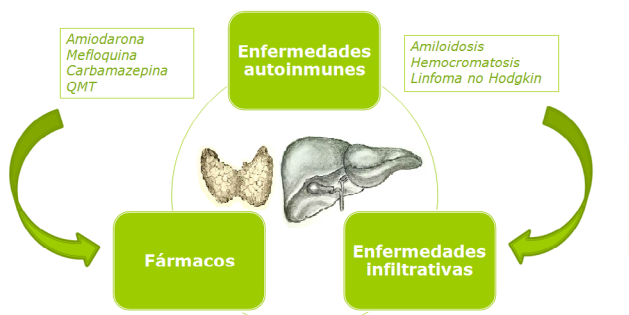 Amiodarona
Mefloquina
Carbamazepina
QMT
Enfermedades
autoinmunes
Amiloidosis
Hemocromatosis
Linfoma no Hodgkin
Fármacos
Enfermedades
infiltrativas